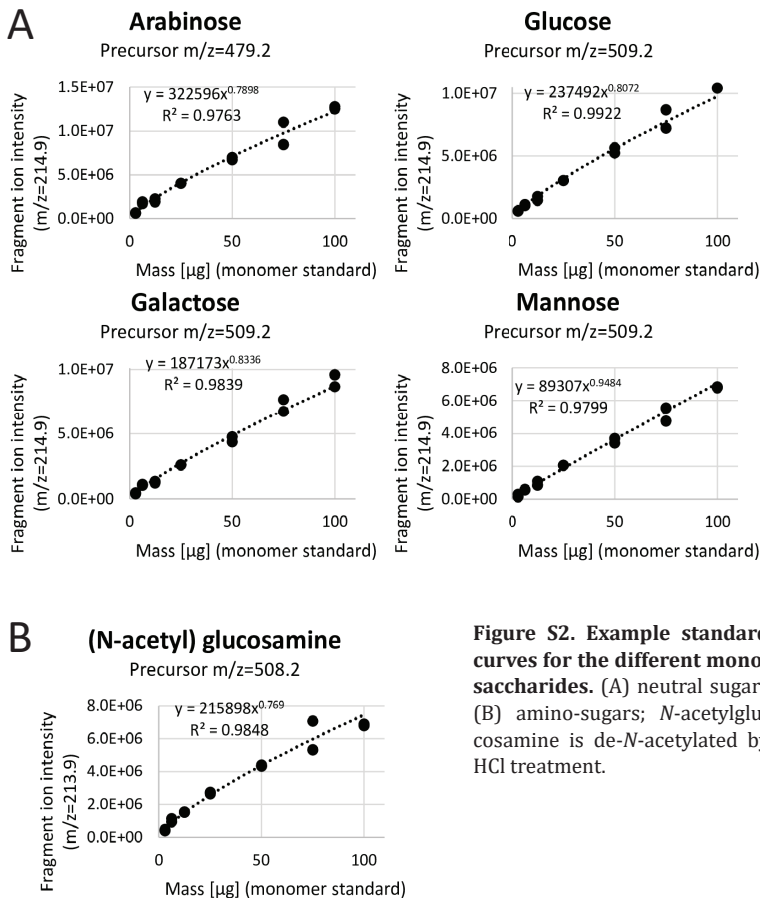 A
Arabinose
Precursor m/z=479.2
Fragment ion intensity
(m/z=214.9)
1.5E+07
1.0E+07
5.0E+06
0.0E+00
y = 322596x^0.7898
R² = 0.9763
0
50
100
Mass [µg] (monomer standard)
Glucose
Precursor m/z=509.2
Fragment ion intensity
(m/z=214.9)
1.0E+07
5.0E+06
0.0E+00
y = 237492x^0.8072
R² = 0.9922
0
50
100
Mass [µg] (monomer standard)
Galactose
Precursor m/z=509.2
Fragment ion intensity
(m/z=214.9)
1.0E+07
5.0E+06
0.0E+00
y = 187173x^0.8336
R² = 0.9839
0
50
100
Mass [µg] (monomer standard)
Mannose
Precursor m/z=509.2
Fragment ion intensity
(m/z=214.9)
8.0E+06
6.0E+06
4.0E+06
2.0E+06
0.0E+00
y = 89307x^0.9484
R² = 0.9799
0
50
100
Mass [µg] (monomer standard)
B
(N-acetyl) glucosamine
Precursor m/z=508.2
Fragment ion intensity
(m/z=213.9)
8.0E+06
6.0E+06
4.0E+06
2.0E+06
0.0E+00
y = 215898x^0.769
R² = 0.9848
0
50
100
Mass [µg] (monomer standard)
Figure S2. Example standard
curves for the different mono
saccharides. (A) neutral sugar
(B) amino-sugars; N-acetylglu
cosamine is de-N-acetylated by
HCl treatment.